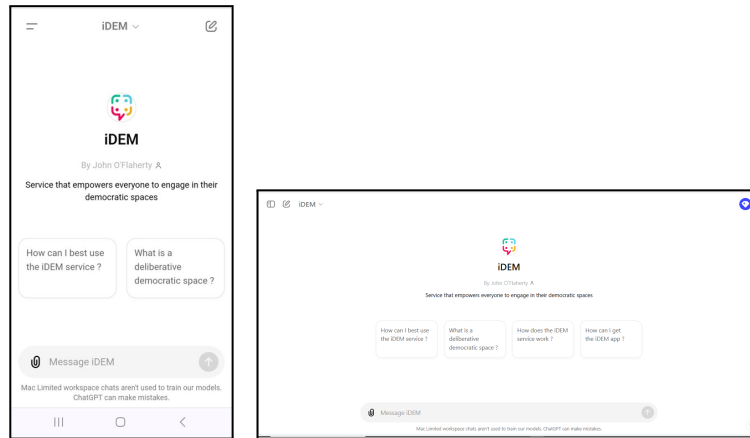 iDEM
iDEM
By John O'Flaherty
Service that empowers everyone to engage in their
democratic spaces
How can I best use
the iDEM service ?
What is a
deliberative
democratic space ?
Message iDEM
Mac Limited workspace chats aren't used to train our models.
ChatGPT can make mistakes.
iDEM
iDEM
By John O'Flaherty
Service that empowers everyone to engage in their democratic spaces
How can I best use
the iDEM service ?
What is a
deliberative
democratic space ?
How does the iDEM
service work ?
How can I get
the iDEM app ?
Message iDEM
Mac Limited workspace chats aren't used to train our models. ChatGPT can make mistakes.